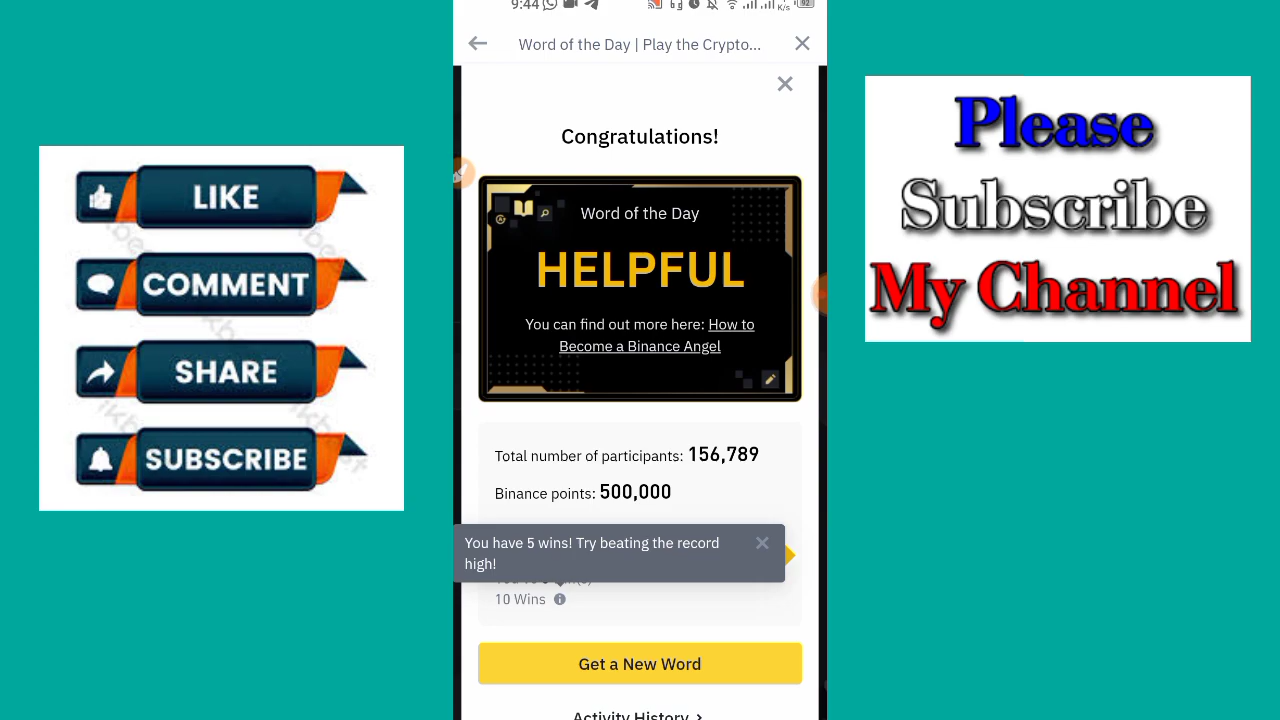 9:44
K/s
92
Word of the Day | Play the Crypto...
Congratulations!
Word of the Day
HELPFUL
You can find out more here: How to
Become a Binance Angel
Total number of participants: 156,789
Binance points: 500,000
You have 5 wins! Try beating the record
high!
10 Wins
Get a New Word
Activity History
LIKE
COMMENT
SHARE
SUBSCRIBE
Please
Subscribe
My Channel